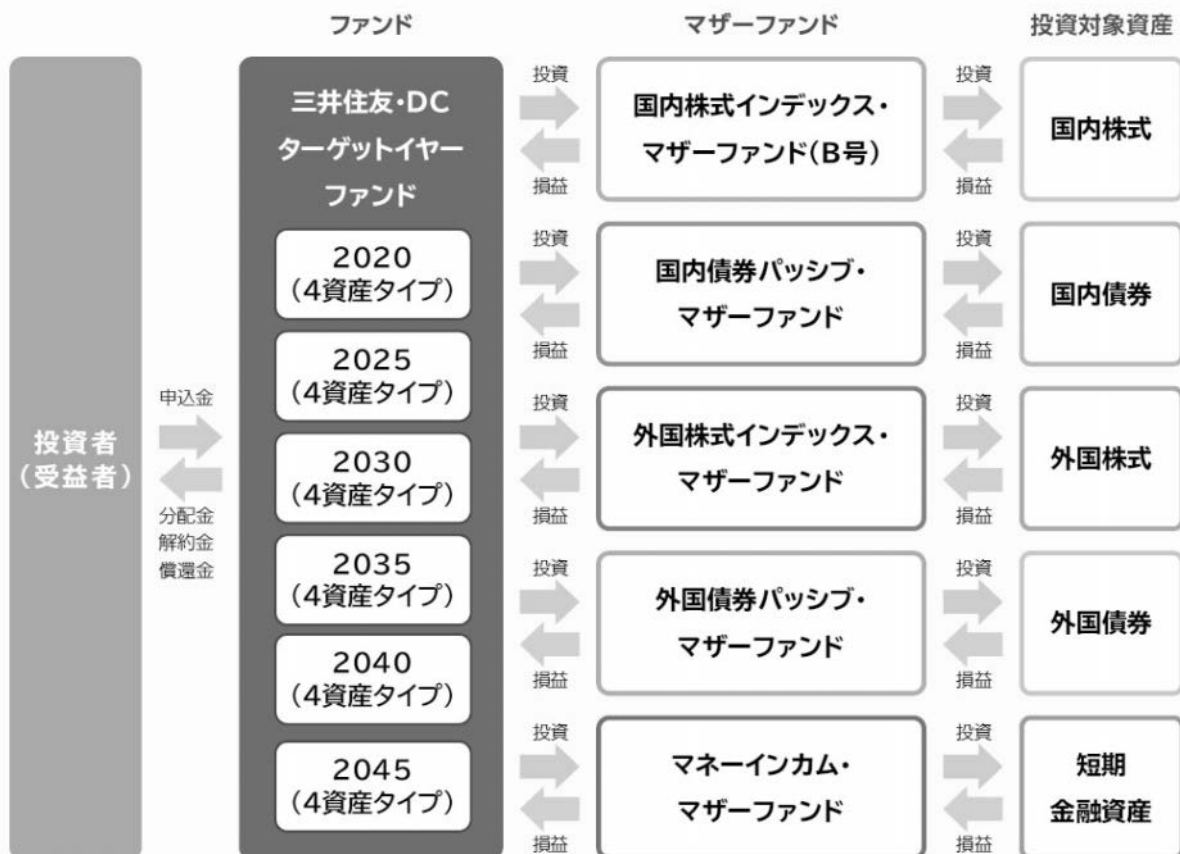 ファンド
マザーファンド
投資対象資産
投資者
（受益者）
申込金
分配金
解約金
償還金
三井住友・DC
ターゲットイヤー
ファンド
2020
（4資産タイプ）
2025
（4資産タイプ）
2030
（4資産タイプ）
2035
（4資産タイプ）
2040
（4資産タイプ）
2045
（4資産タイプ）
投資
損益
国内株式インデックス・
マザーファンド（B号）
投資
損益
国内株式
投資
損益
国内債券パッシブ・
マザーファンド
投資
損益
国内債券
投資
損益
外国株式インデックス・
マザーファンド
投資
損益
外国株式
投資
損益
外国債券パッシブ・
マザーファンド
投資
損益
外国債券
投資
損益
マネーインカム・
マザーファンド
投資
損益
短期
金融資産